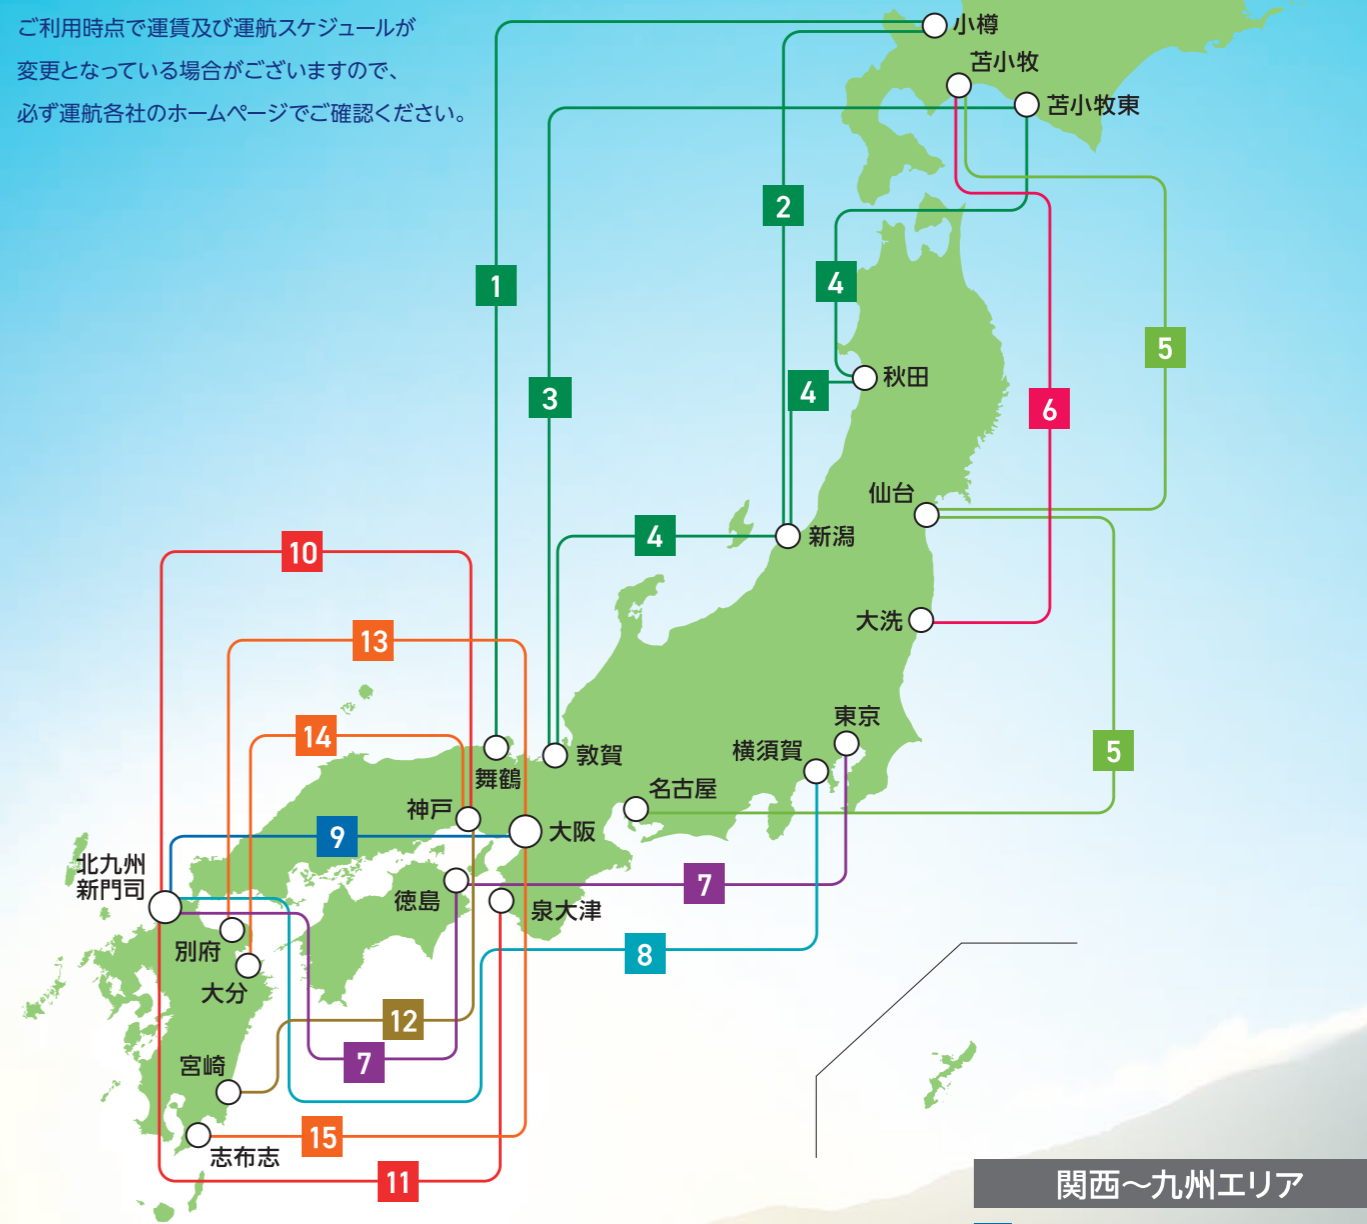 ご利用時点で運賃及び運航スケジュールが
変更となっている場合がございますので、
必ず運航各社のホームページでご確認ください。
小樽
苫小牧
苫小牧東
2
1
4
5
3
秋田
4
6
仙台
4
新潟
10
大洗
13
東京
14
横須賀
5
敦賀
舞鶴
名古屋
神戸
9
大阪
北九州
新門司
7
徳島
泉大津
別府
8
大分
12
7
宮崎
15
志布志
11
関西～九州エリア